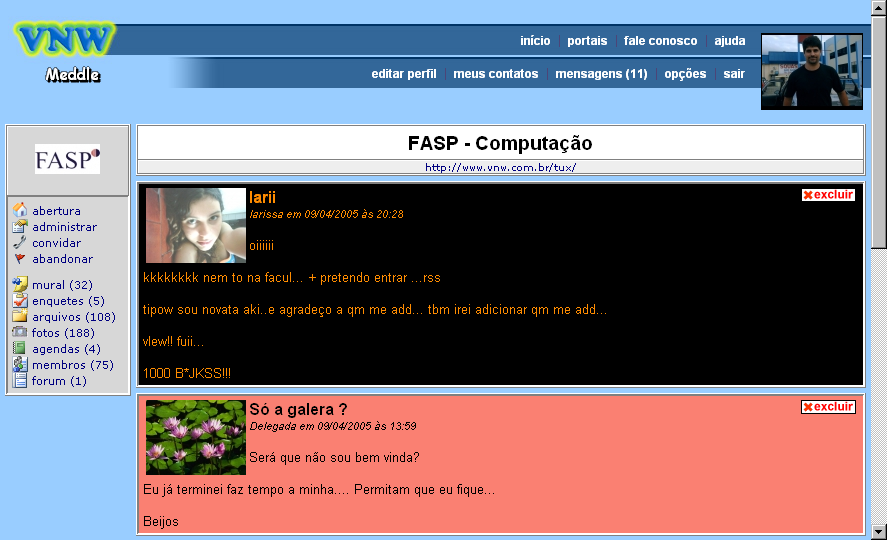 VNW
Meddle
início | portais | fale conosco | ajuda
editar perfil | meus contatos | mensagens (11) | opções | sair
FASP
abertura
administrar
convidar
abandonar
mural (32)
enquetes (5)
arquivos (108)
fotos (188)
agendas (4)
membros (75)
forum (1)
FASP - Computação
http://www.vnw.com.br/tux/
larii
larissa em 09/04/2005 às 20:28
excluir
oiiiiii
kkkkkkkk nem to na facul... + pretendo entrar ...rss
tipow sou novata aki..e agradeço a qm me add... tbm irei adicionar qm me add...
vlew!! fuii...
1000 B*JKSS!!!
Só a galera ?
Delegada em 09/04/2005 às 13:59
excluir
Será que não sou bem vinda?
Eu já terminei faz tempo a minha.... Permitam que eu fique...
Beijos